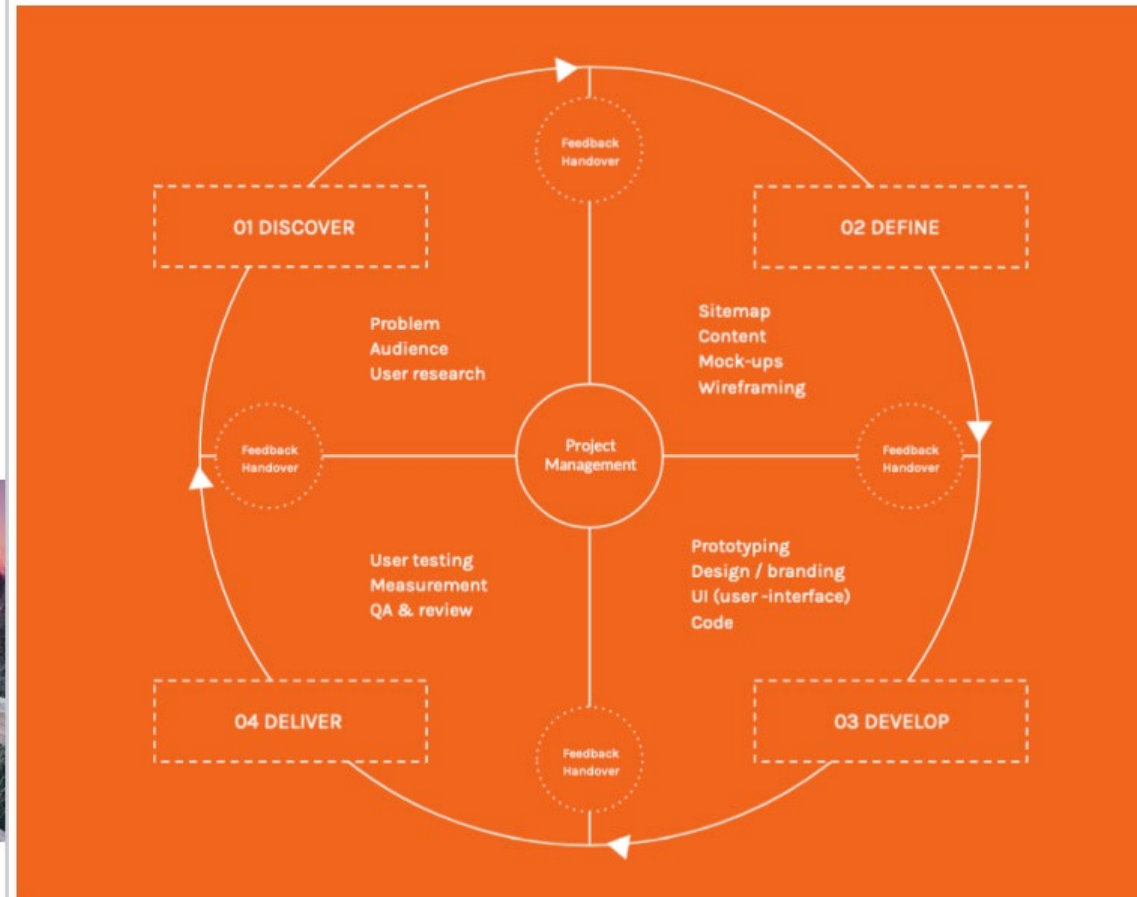 Feedback
Handover
01 DISCOVER
02 DEFINE
Problem
Audience
User research
Sitemap
Content
Mock-ups
Wireframing
Feedback
Handover
Project
Management
Feedback
Handover
User testing
Measurement
QA & review
Prototyping
Design / branding
UI (user -interface)
Code
04 DELIVER
03 DEVELOP
Feedback
Handover